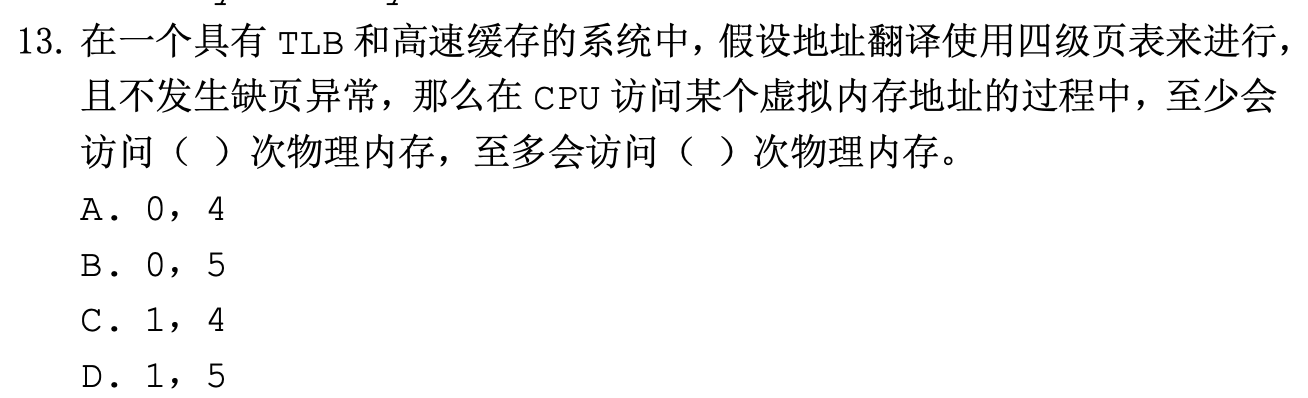 13. 在一个具有 TLB 和高速缓存的系统中，假设地址翻译使用四级页表来进行，
且不发生缺页异常，那么在 CPU 访问某个虚拟内存地址的过程中，至少会
访问（ ）次物理内存，至多会访问（ ）次物理内存。
A. 0, 4
B. 0, 5
C. 1, 4
D. 1, 5